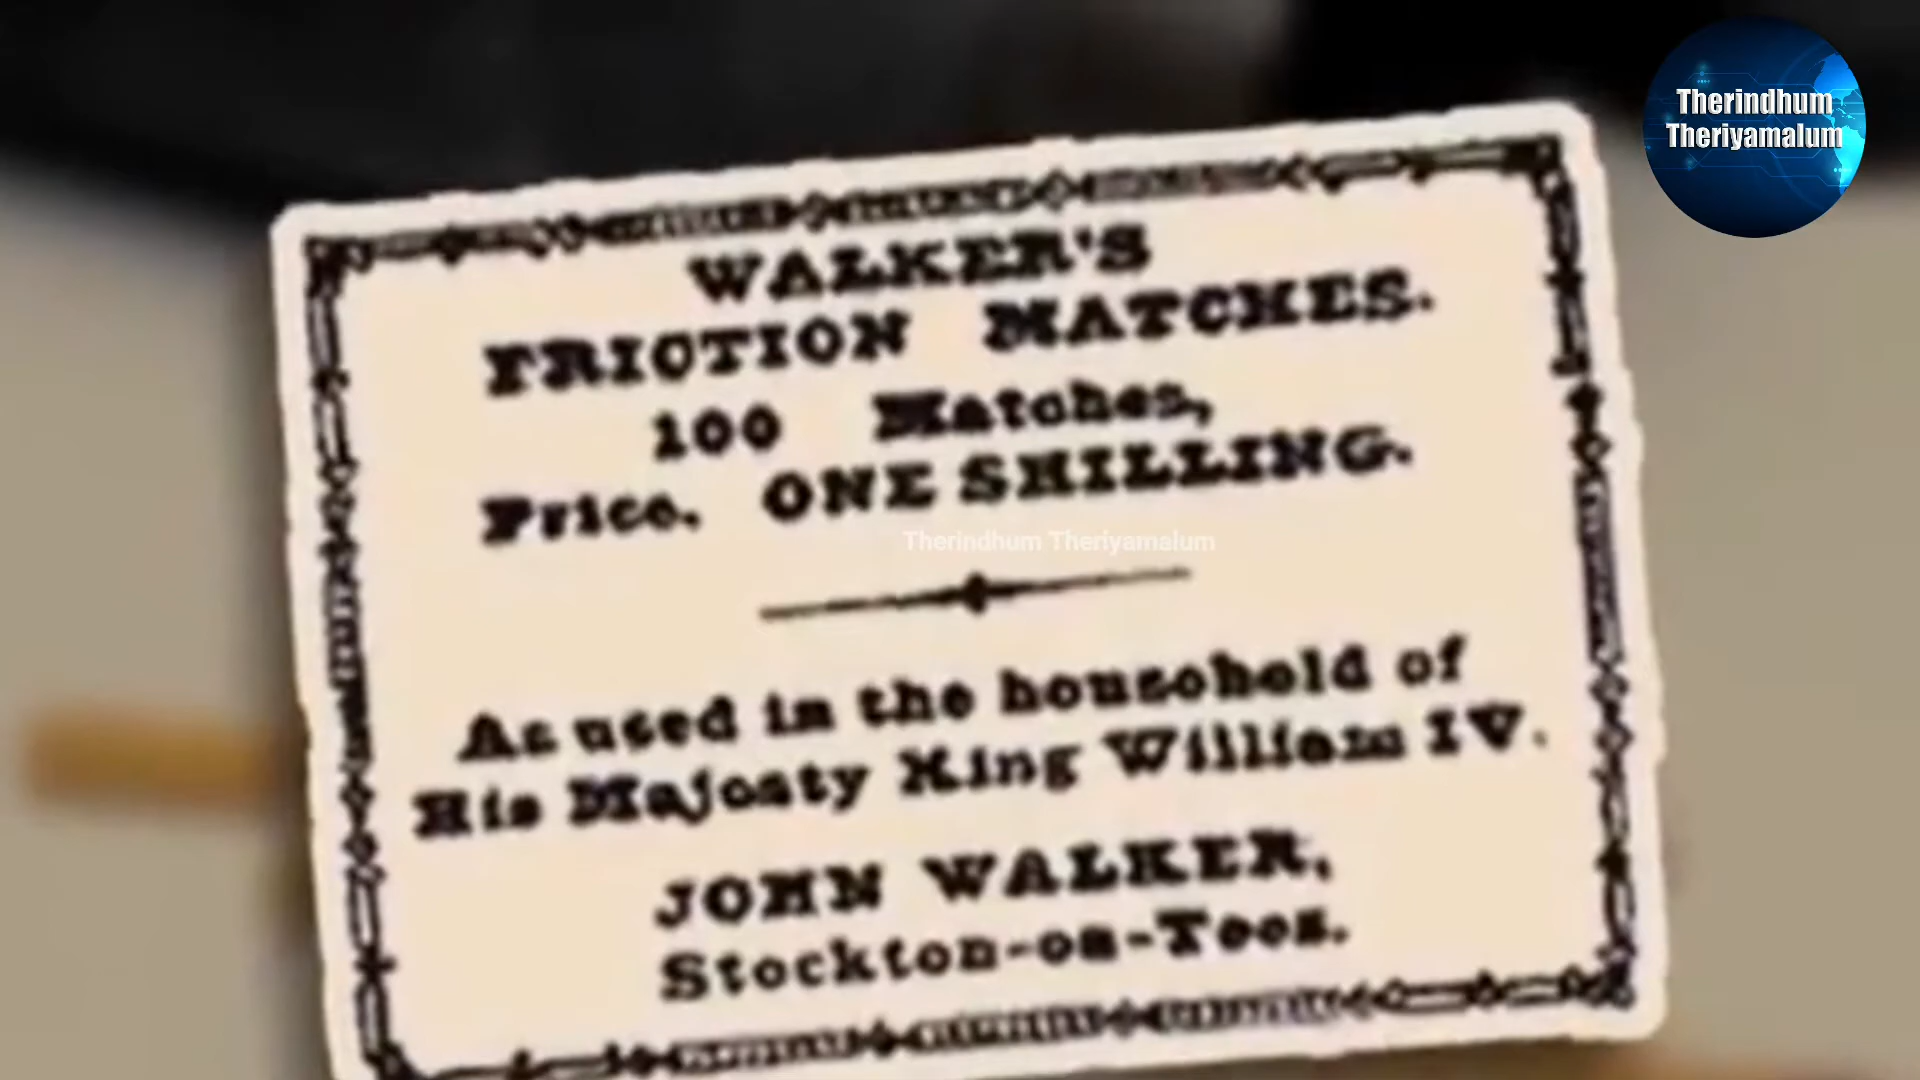 Therindhum
Theriyamalum
WALKER'S
FRICTION MATCHES.
100 Matches,
Price. ONE SHILLING.
Therindhum Theriyamalum
As used in the household of
His Majesty King William IV.
JOHN WALKER,
Stockton-on-Tees.